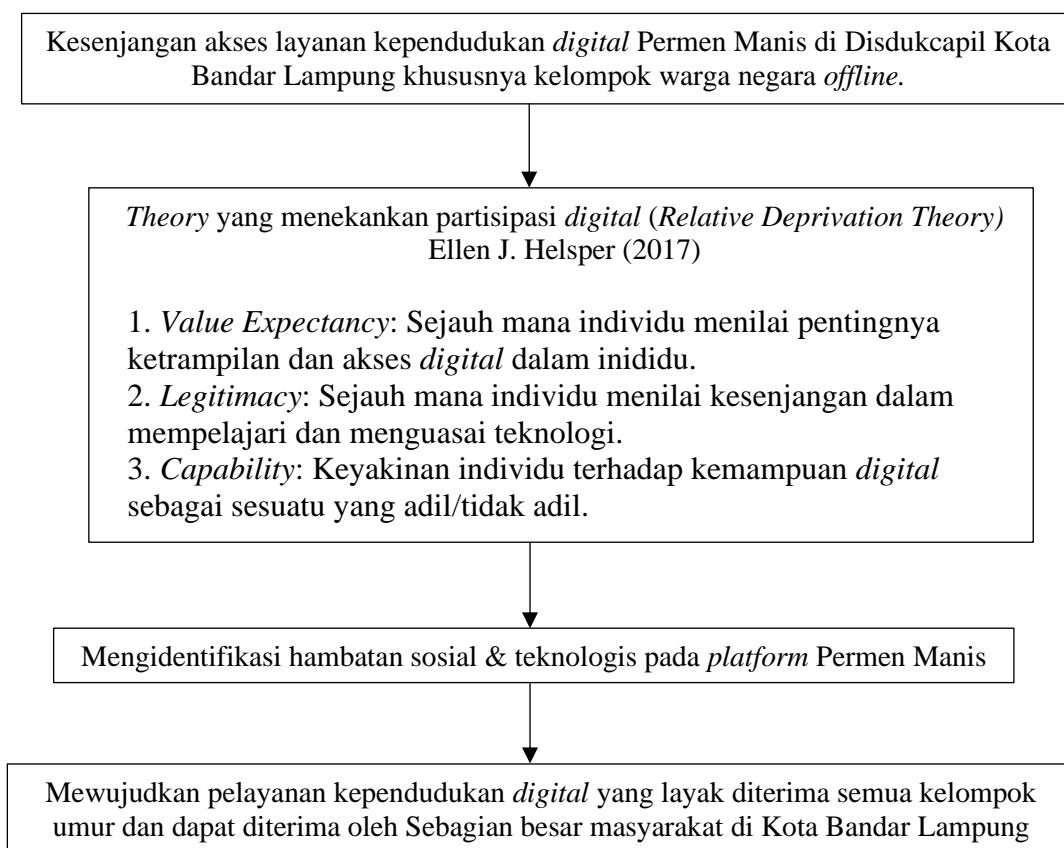 Kesenjangan akses layanan kependudukan digital Permen Manis di Disdukcapil Kota
Bandar Lampung khususnya kelompok warga negara offline.
Theory yang menekankan partisipasi digital (Relative Deprivation Theory)
Ellen J. Helsper (2017)
1. Value Expectancy: Sejauh mana individu menilai pentingnya
ketrampilan dan akses digital dalam inididu.
2. Legitimacy: Sejauh mana individu menilai kesenjangan dalam
mempelajari dan menguasai teknologi.
3. Capability: Keyakinan individu terhadap kemampuan digital
sebagai sesuatu yang adil/tidak adil.
Mengidentifikasi hambatan sosial & teknologis pada platform Permen Manis
Mewujudkan pelayanan kependudukan digital yang layak diterima semua kelompok
umur dan dapat diterima oleh Sebagian besar masyarakat di Kota Bandar Lampung